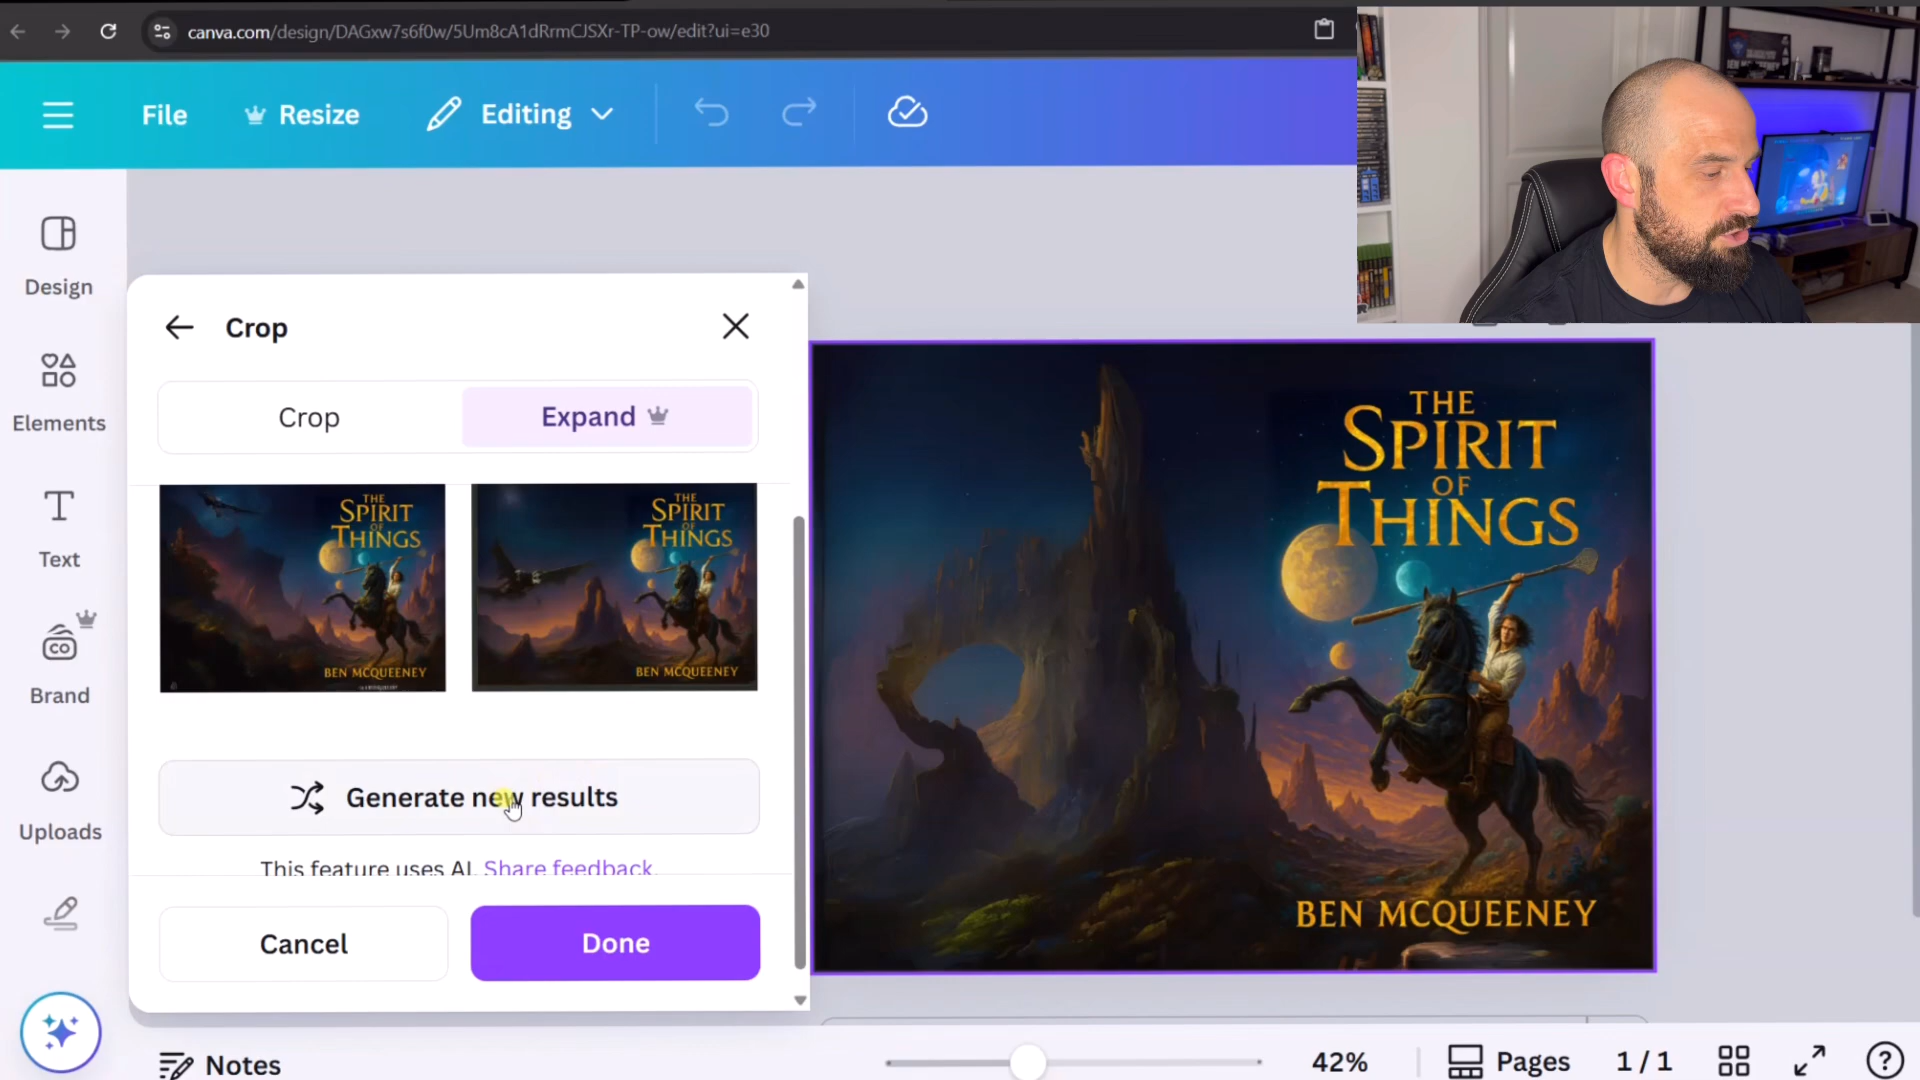 canva.com/design/DAGxw7s6f0w/5Um8cA1dRrmCJSXr-TP-ow/edit?ui=e30
File
Resize
Editing
Design
Elements
Text
Brand
Uploads
Crop
Crop
Expand
THE
SPIRIT
OF
THINGS
BEN MCQUEENEY
THE
SPIRIT
OF
THINGS
BEN MCQUEENEY
Generate new results
This feature uses AI. Share feedback.
Cancel
Done
THE
SPIRIT
OF
THINGS
BEN MCQUEENEY
Notes
42%
Pages
1 / 1